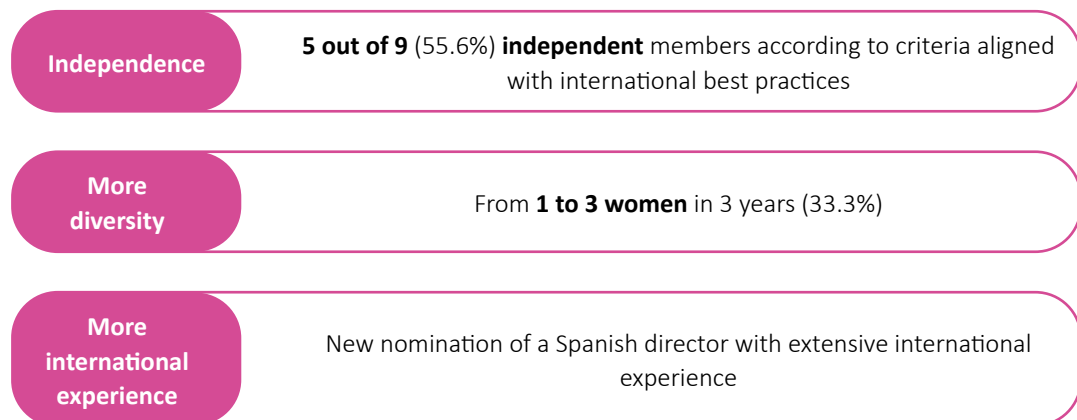 Independence
5 out of 9 (55.6%) independent members according to criteria aligned
with international best practices
More
diversity
From 1 to 3 women in 3 years (33.3%)
More
international
experience
New nomination of a Spanish director with extensive international
experience